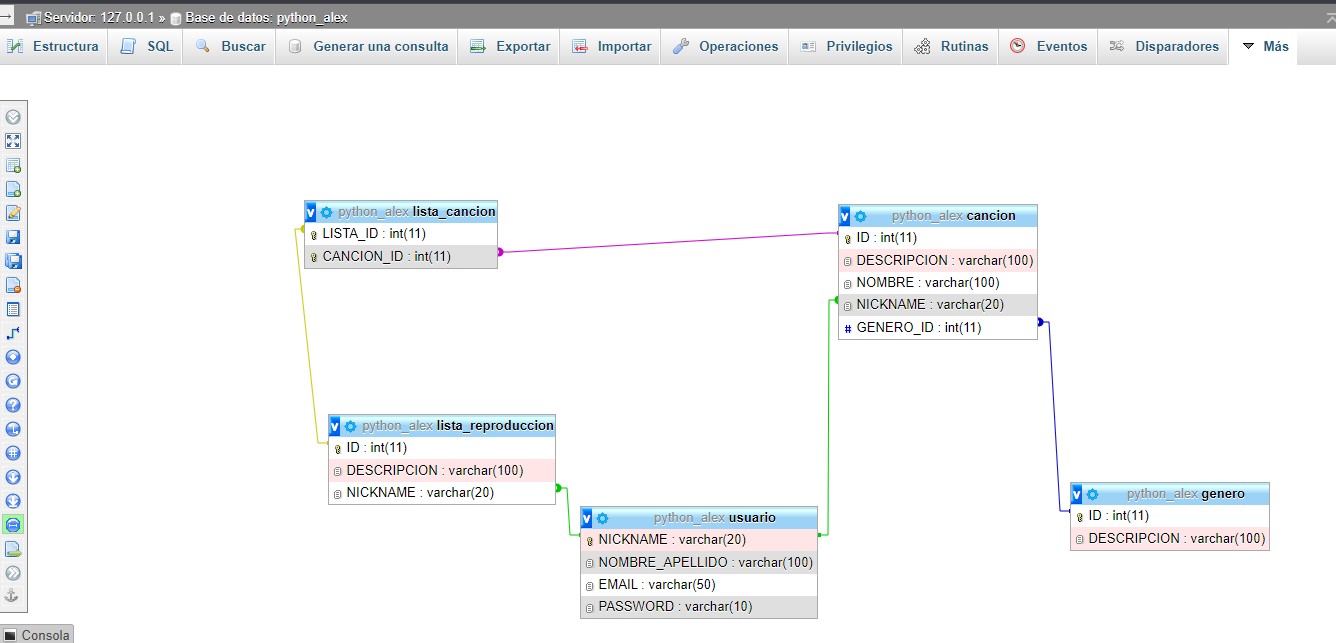 Servidor: 127.0.0.1 » Base de datos: python_alex
Estructura SQL Buscar Generar una consulta Exportar Importar Operaciones Privilegios Rutinas Eventos Disparadores Más
python_alex lista_cancion
LISTA_ID : int(11)
CANCION_ID : int(11)
python_alex cancion
ID : int(11)
DESCRIPCION : varchar(100)
NOMBRE : varchar(100)
NICKNAME : varchar(20)
# GENERO_ID : int(11)
python_alex lista_reproduccion
ID : int(11)
DESCRIPCION : varchar(100)
NICKNAME : varchar(20)
python_alex usuario
NICKNAME : varchar(20)
NOMBRE_APELLIDO : varchar(100)
EMAIL : varchar(50)
PASSWORD : varchar(10)
python_alex genero
ID : int(11)
DESCRIPCION : varchar(100)
Consola